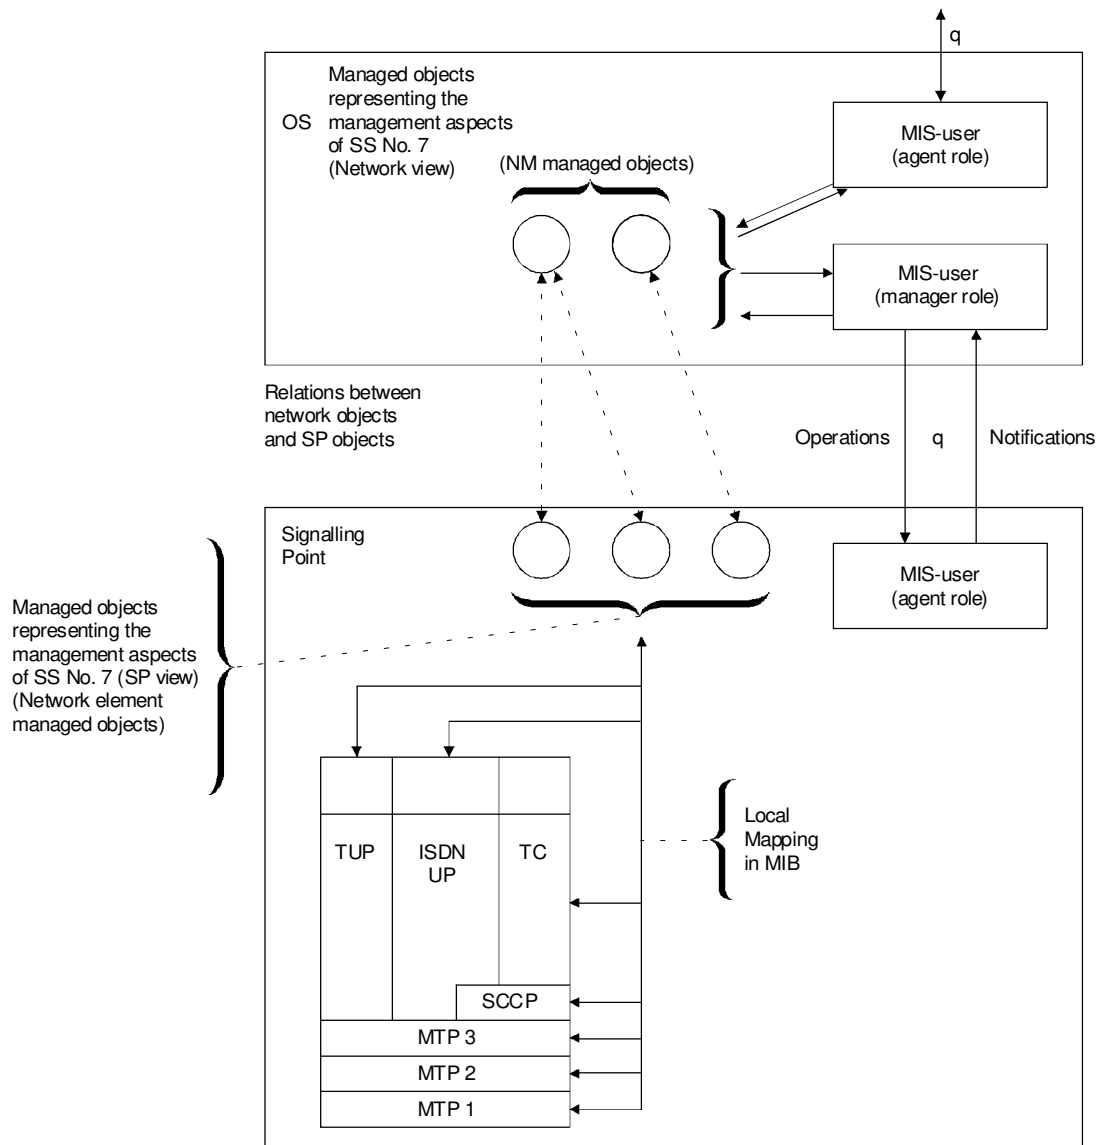 q
Managed objects
representing the
OS management aspects
of SS No. 7
(Network view)
(NM managed objects)
MIS-user
(agent role)
MIS-user
(manager role)
Relations between
network objects
and SP objects
Operations q Notifications
Signalling
Point
MIS-user
(agent role)
Managed objects
representing the
management aspects
of SS No. 7 (SP view)
(Network element
managed objects)
Local
Mapping
in MIB
TUP ISDN TC
UP
SCCP
MTP 3
MTP 2
MTP 1